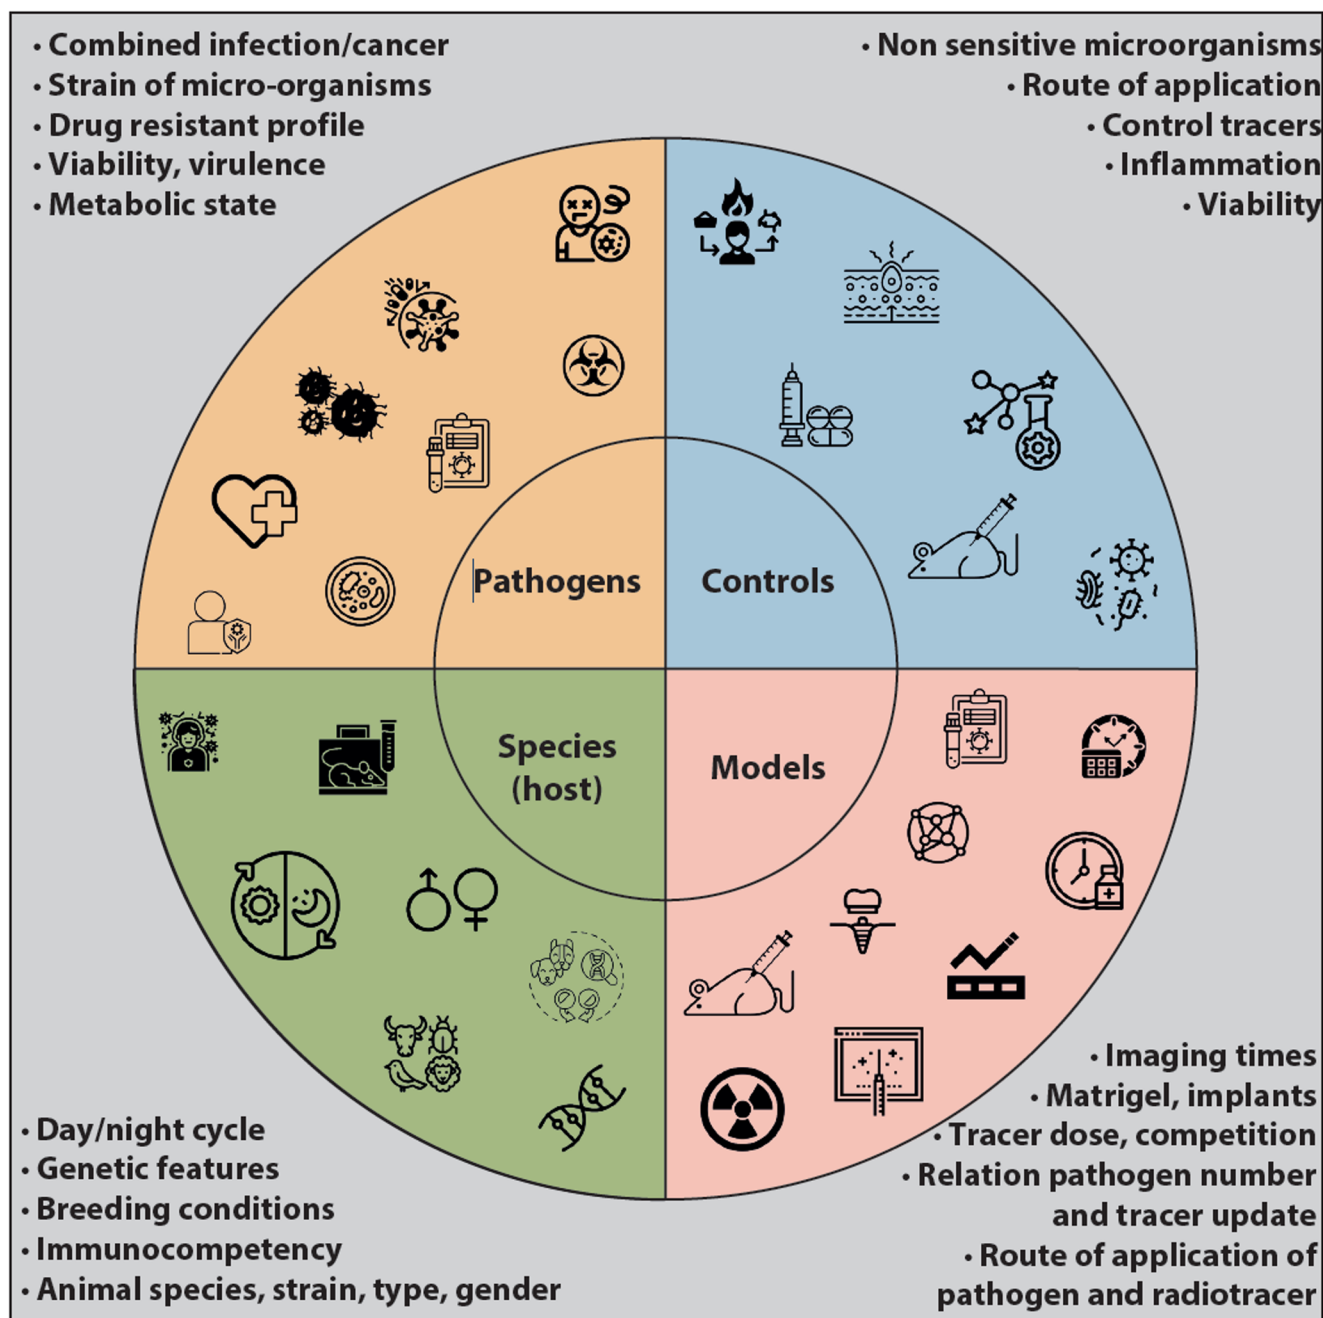 • Combined infection/cancer
• Strain of micro-organisms
• Drug resistant profile
• Viability, virulence
• Metabolic state
• Non sensitive microorganisms
• Route of application
• Control tracers
• Inflammation
• Viability
Pathogens
Controls
Species
(host)
Models
• Day/night cycle
• Genetic features
• Breeding conditions
• Immunocompetency
• Animal species, strain, type, gender
• Imaging times
• Matrigel, implants
• Tracer dose, competition
• Relation pathogen number
and tracer update
• Route of application of
pathogen and radiotracer